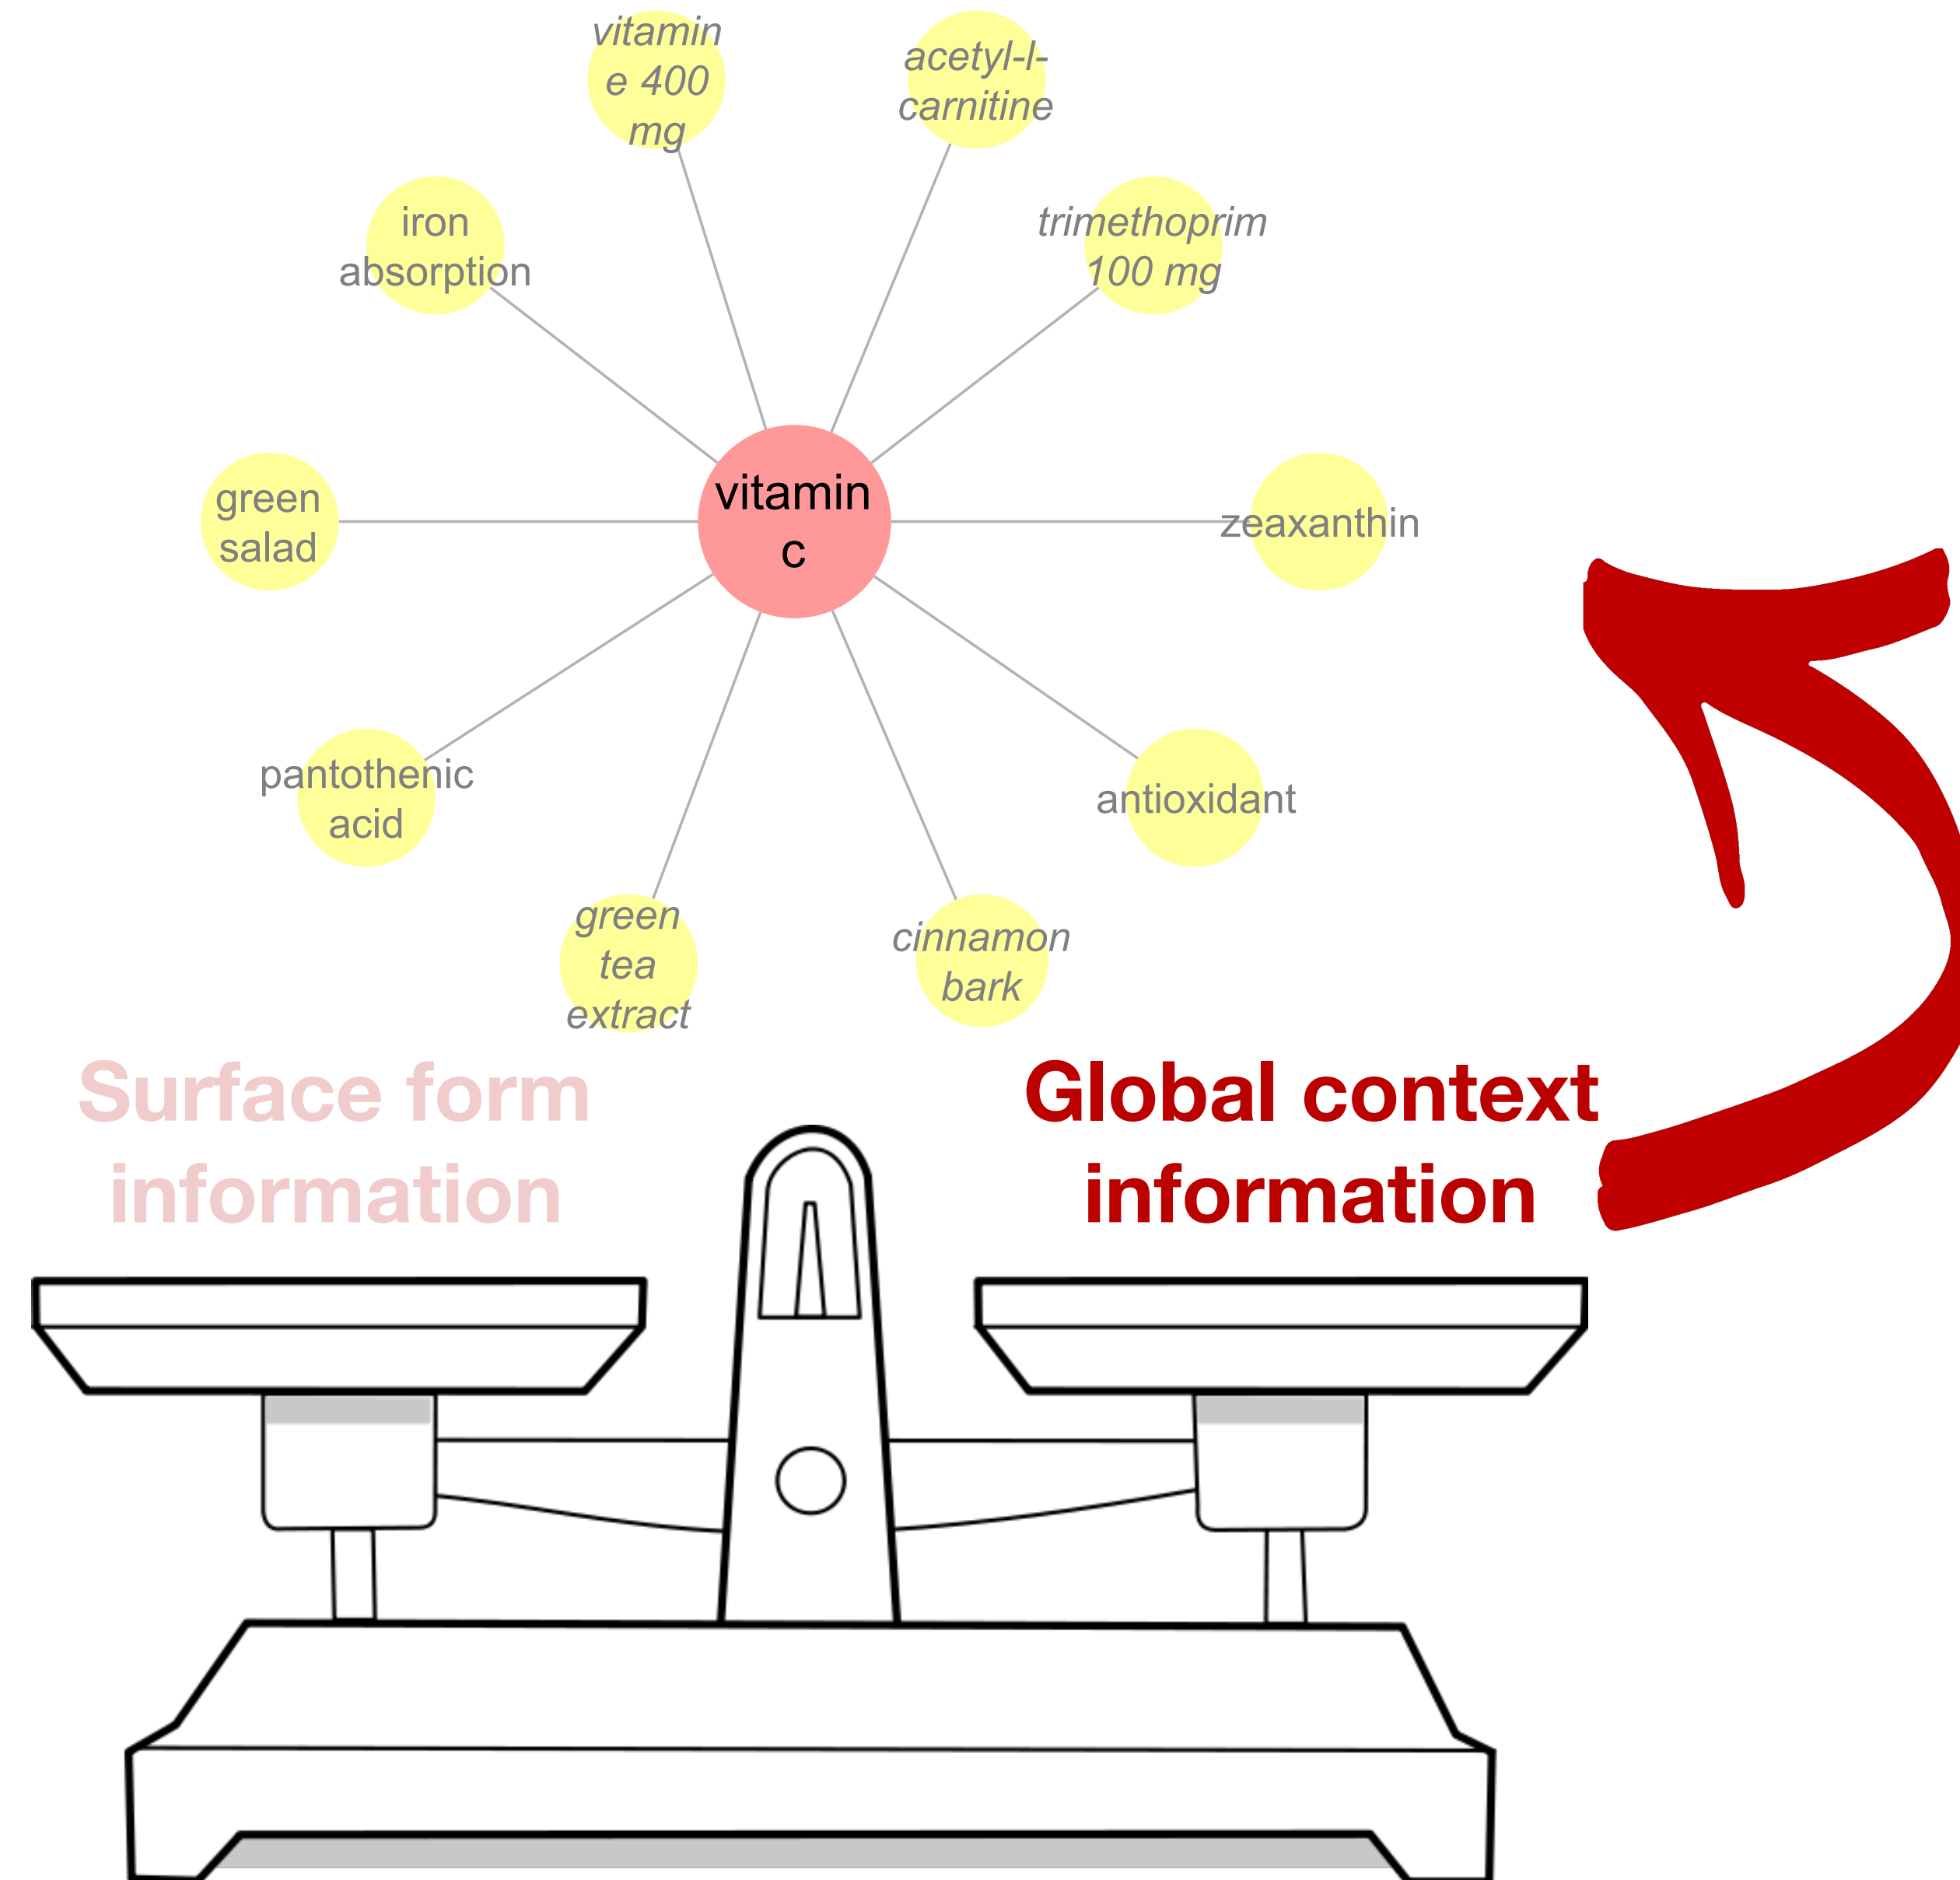 vitamin
e 400
mg
acetyl-l-
carnitine
iron
absorption
trimethoprim
100 mg
green
salad
vitamin
c
zeaxanthin
pantothenic
acid
antioxidant
green
tea
extract
cinnamon
bark
Surface form
information
Global context
information